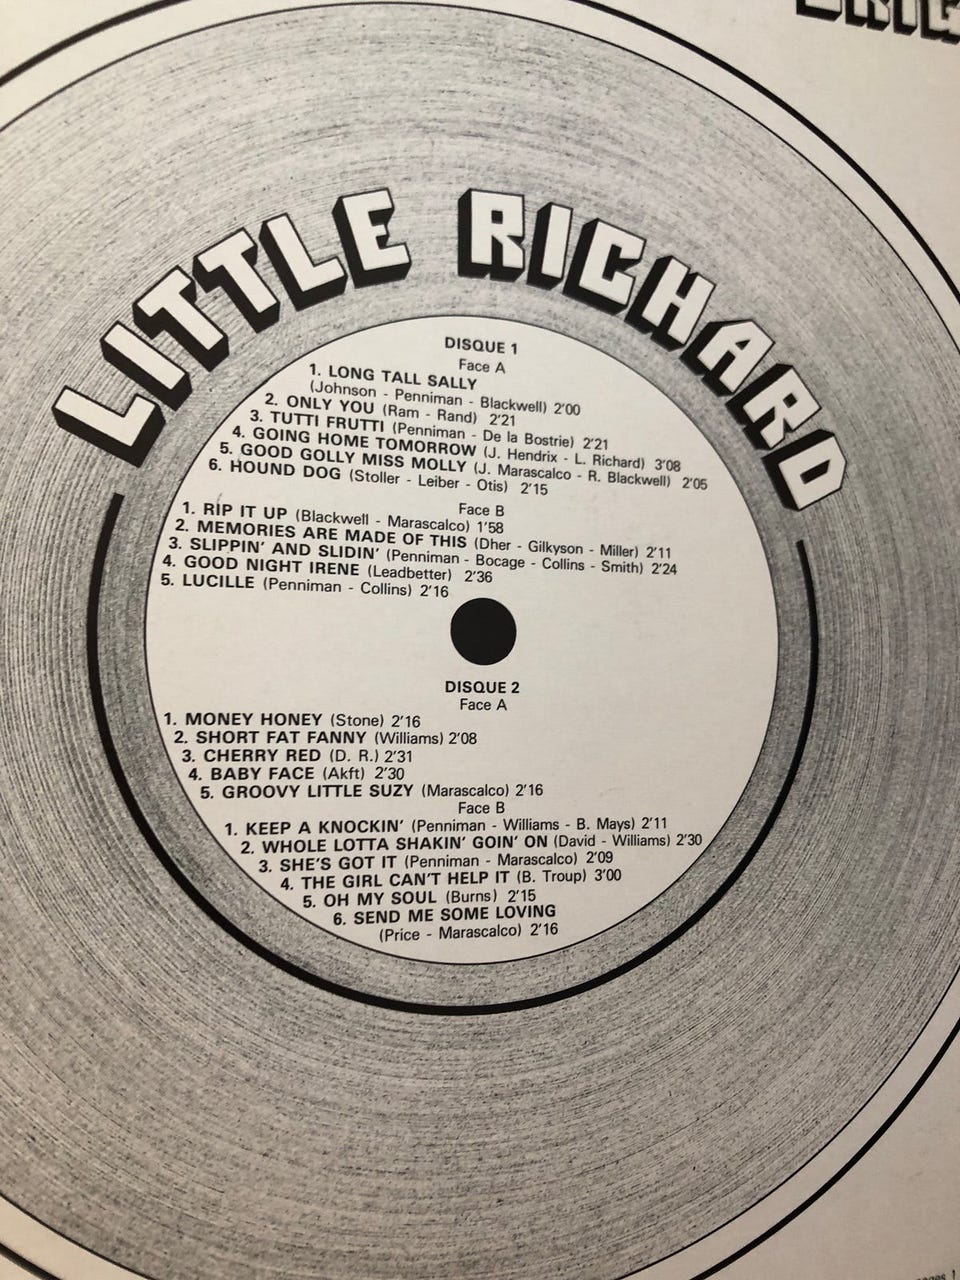 LITTLE RICHARD
DISQUE 1
Face A
1. LONG TALL SALLY
(Johnson - Penniman - Blackwell) 2'00
2. ONLY YOU (Ram - Rand) 2'21
3. TUTTI FRUTTI (Penniman - De la Bostrie) 2'21
4. GOING HOME TOMORROW (J. Hendrix - L. Richard) 3'08
5. GOOD GOLLY MISS MOLLY (J. Marascalco - R. Blackwell) 2'05
6. HOUND DOG (Stoller - Leiber - Otis) 2'15
Face B
1. RIP IT UP (Blackwell - Marascalco) 1'58
2. MEMORIES ARE MADE OF THIS (Dher - Gilkyson - Miller) 2'11
3. SLIPPIN' AND SLIDIN' (Penniman - Bocage - Collins - Smith) 2'24
4. GOOD NIGHT IRENE (Leadbetter) 2'36
5. LUCILLE (Penniman - Collins) 2'16
DISQUE 2
Face A
1. MONEY HONEY (Stone) 2'16
2. SHORT FAT FANNY (Williams) 2'08
3. CHERRY RED (D. R.) 2'31
4. BABY FACE (Akft) 2'30
5. GROOVY LITTLE SUZY (Marascalco) 2'16
Face B
1. KEEP A KNOCKIN' (Penniman - Williams - B. Mays) 2'11
2. WHOLE LOTTA SHAKIN' GOIN' ON (David - Williams) 2'30
3. SHE'S GOT IT (Penniman - Marascalco) 2'09
4. THE GIRL CAN'T HELP IT (B. Troup) 3'00
5. OH MY SOUL (Burns) 2'15
6. SEND ME SOME LOVING
(Price - Marascalco) 2'16